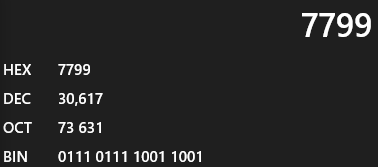 7799
HEX 7799
DEC 30,617
OCT 73 631
BIN 0111 0111 1001 1001